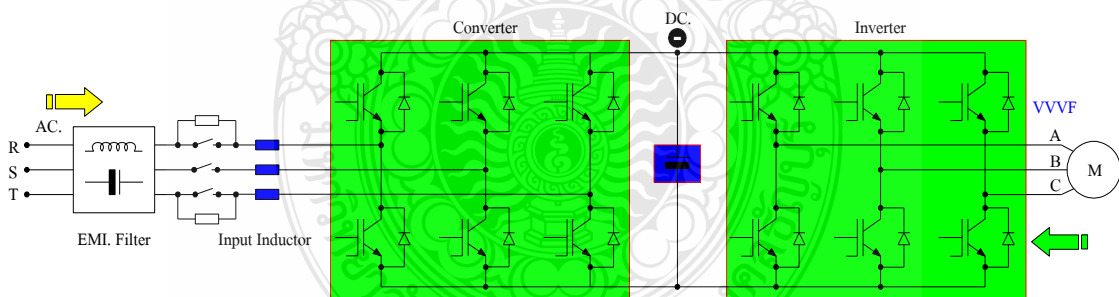 Converter
DC.
Inverter
VVVF
AC.
R
S
T
A
B
C
M
EMI. Filter
Input Inductor